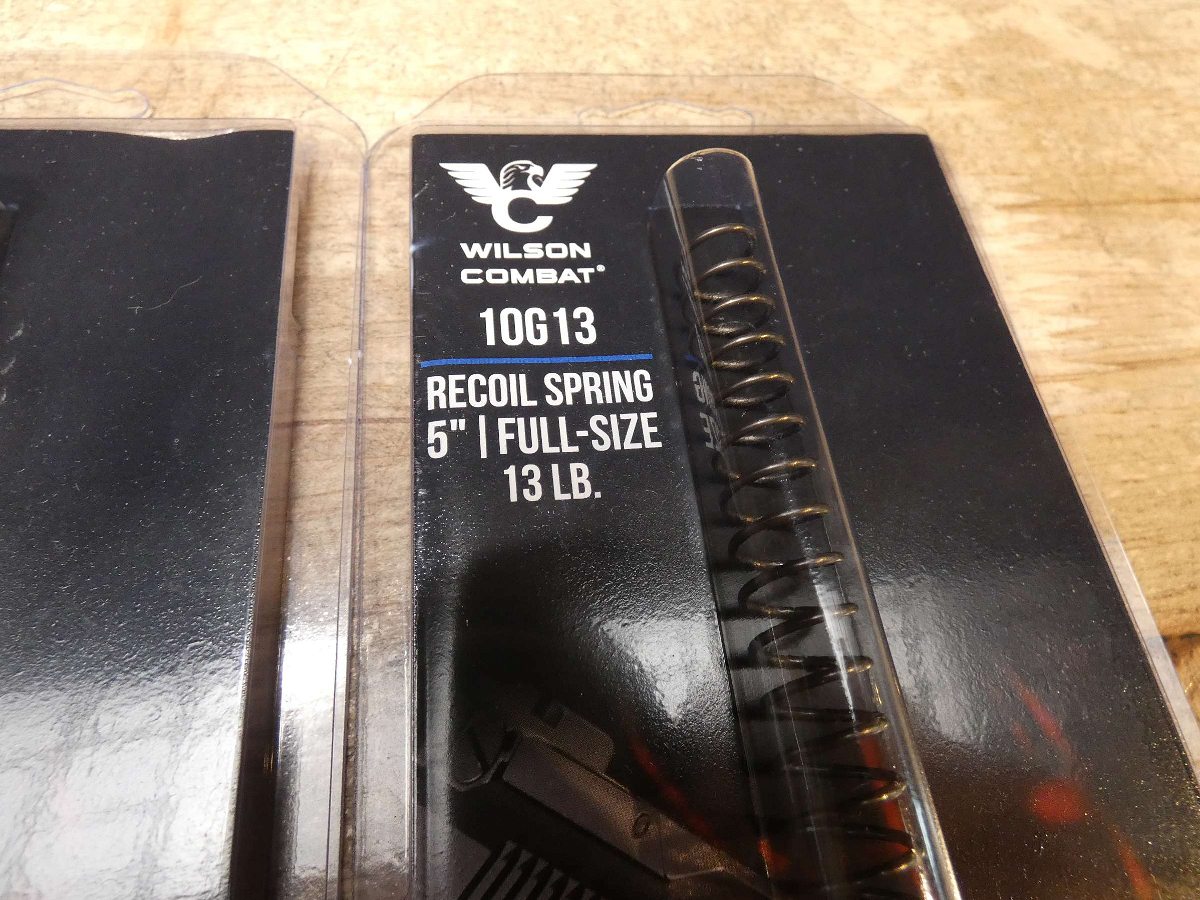 WILSON
COMBAT®
10G13
RECOIL SPRING
5" | FULL-SIZE
13 LB.